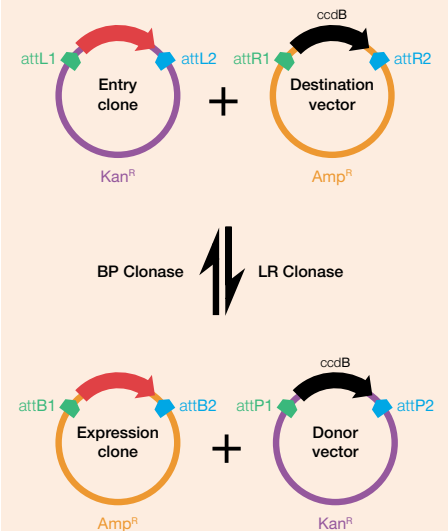 ccdB
attL1
attL2
attR1
attR2
Entry
clone
Destination
vector
Kanᴿ
Ampᴿ
BP Clonase
LR Clonase
ccdB
attB1
attB2
attP1
attP2
Expression
clone
Donor
vector
Ampᴿ
Kanᴿ